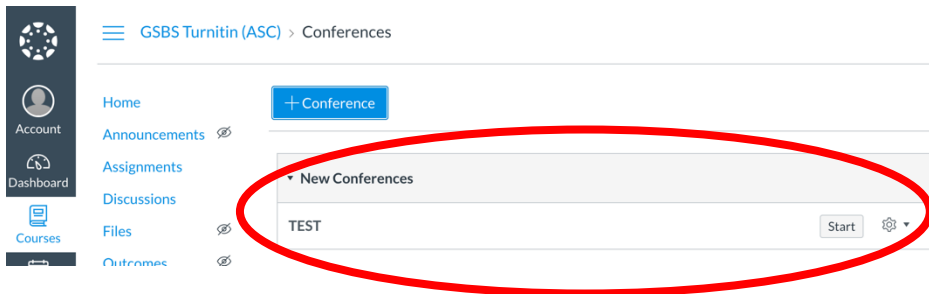 GSBS Turnitin (ASC) > Conferences
Account
Dashboard
Courses
Home
Announcements
Assignments
Discussions
Files
Outcomes
+ Conference
New Conferences
TEST
Start